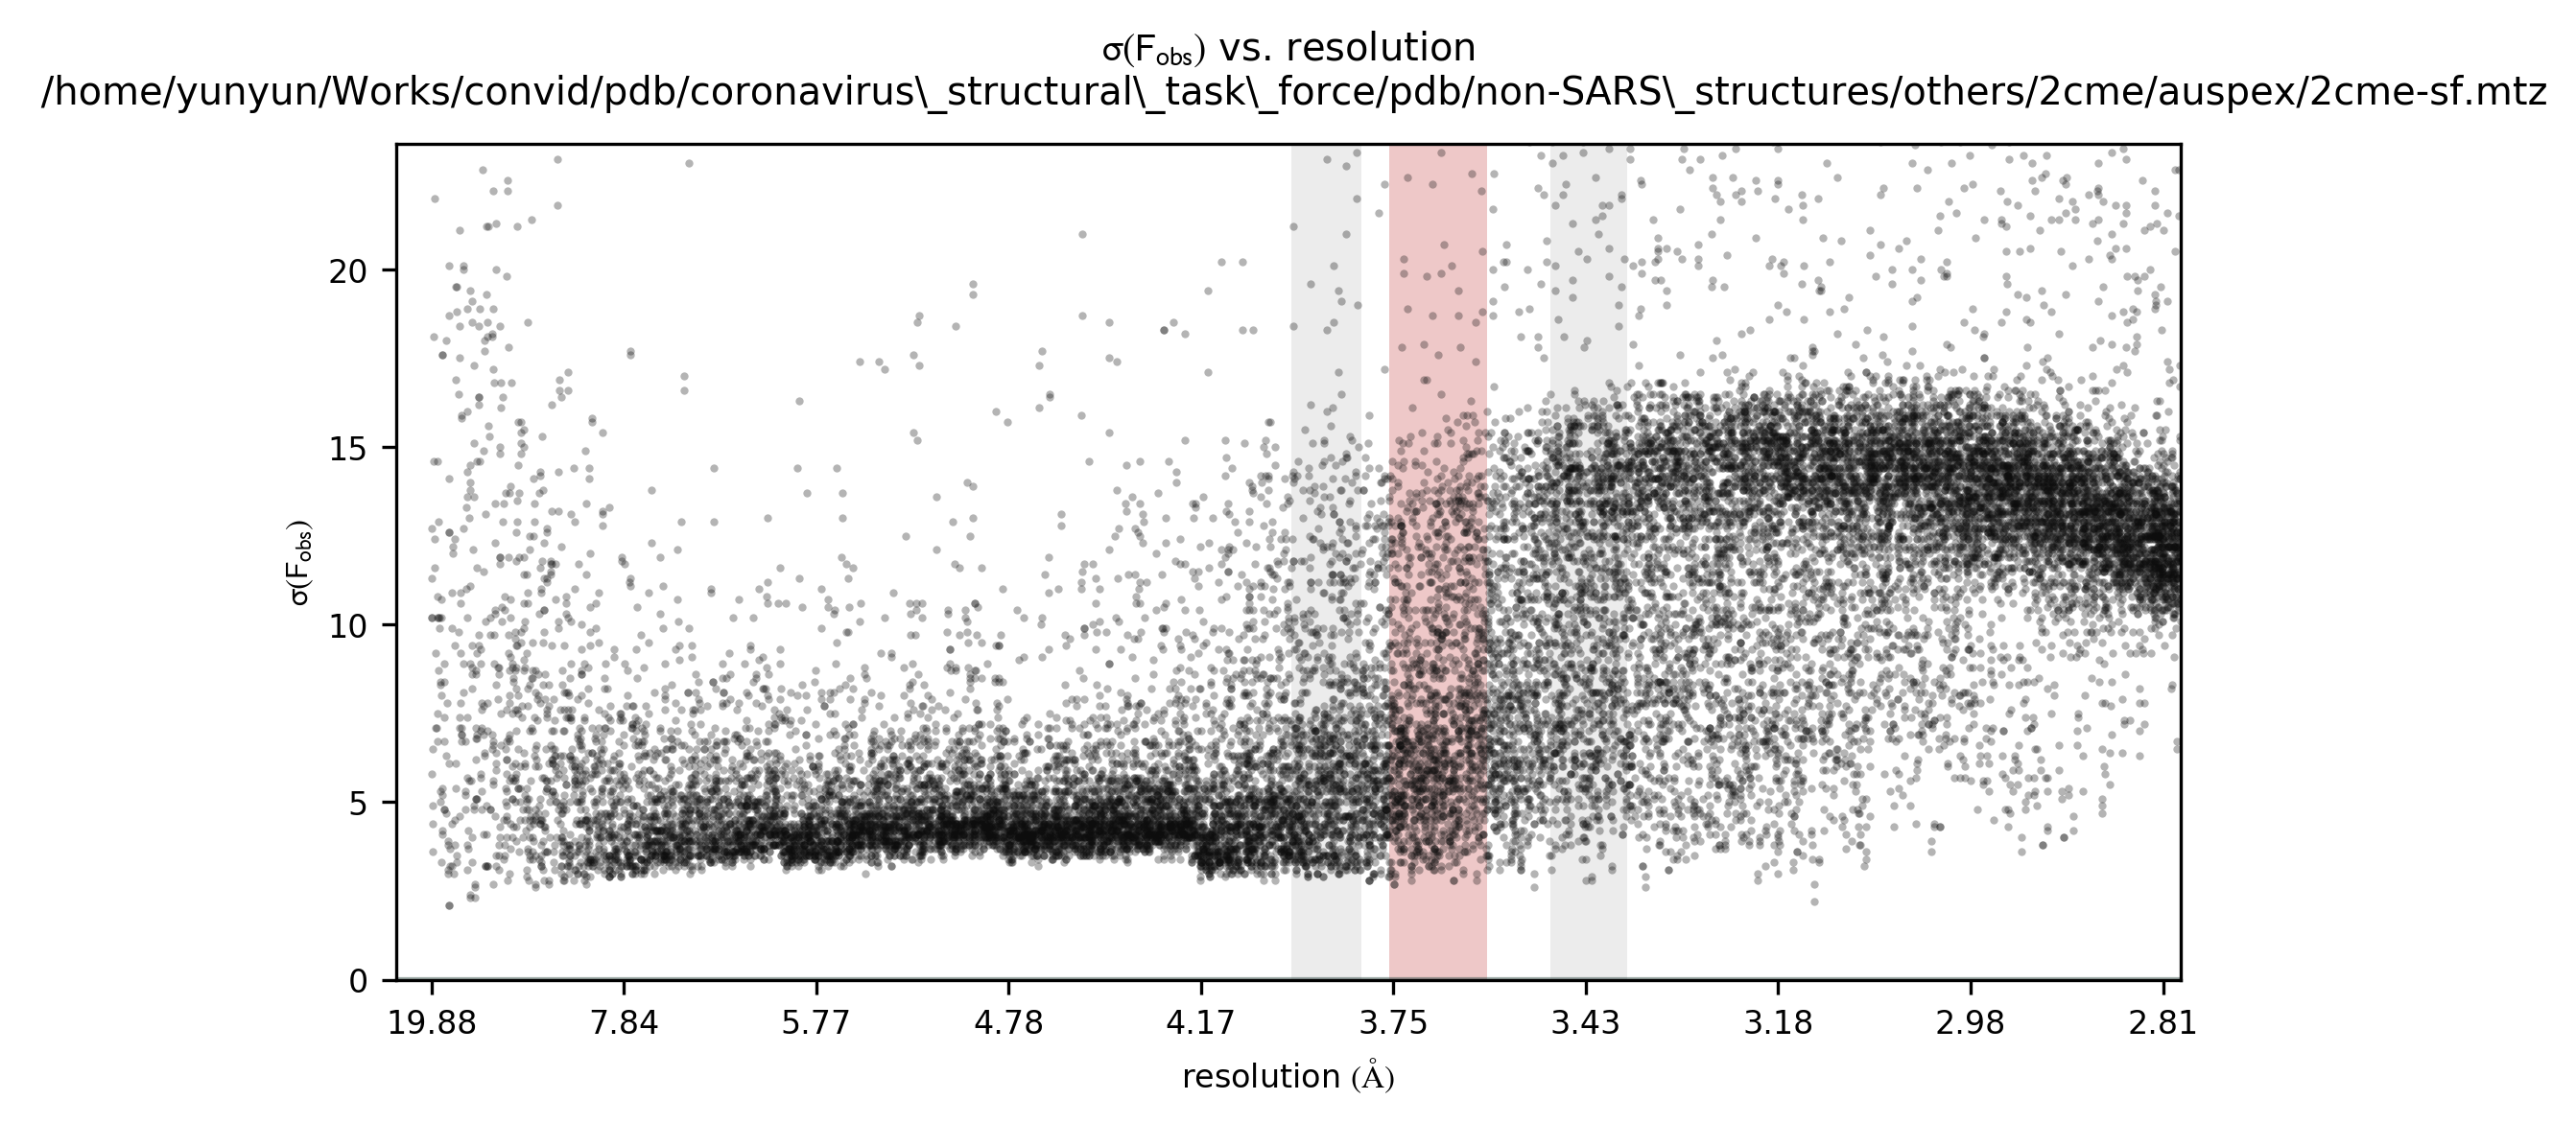 σ(Fobs) vs. resolution
/home/yunyun/Works/convid/pdb/coronavirus\_structural\_task\_force/pdb/non-SARS\_structures/others/2cme/auspex/2cme-sf.mtz
σ(Fobs)
20
15
10
5
0
19.88 7.84 5.77 4.78 4.17 3.75 3.43 3.18 2.98 2.81
resolution (Å)